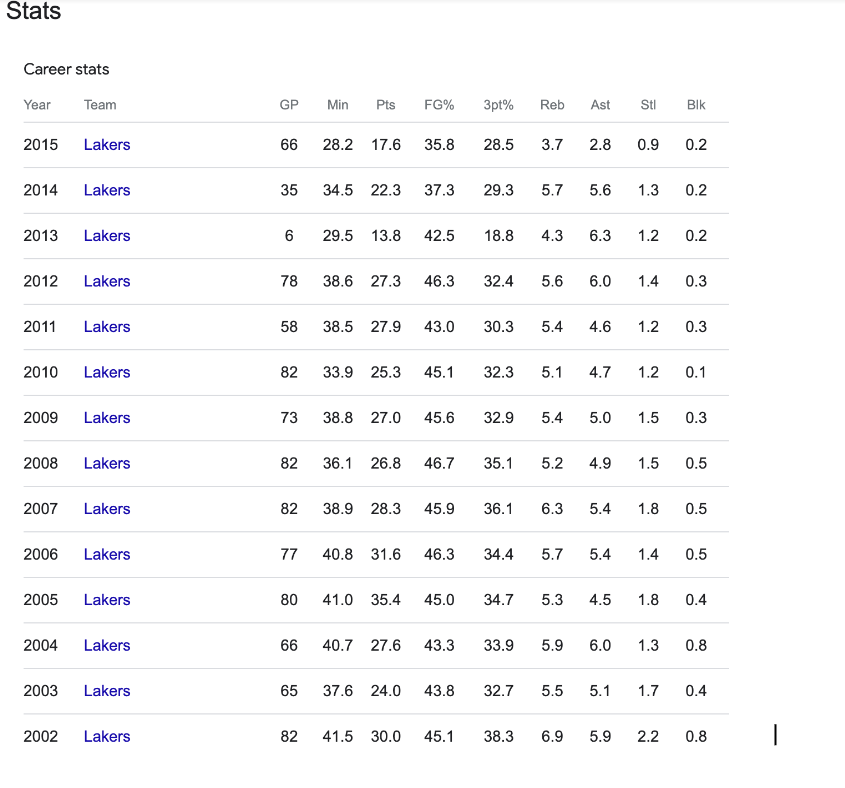 Stats
Career stats
Year Team GP Min Pts FG% 3pt% Reb Ast Stl Blk
2015 Lakers 66 28.2 17.6 35.8 28.5 3.7 2.8 0.9 0.2
2014 Lakers 35 34.5 22.3 37.3 29.3 5.7 5.6 1.3 0.2
2013 Lakers 6 29.5 13.8 42.5 18.8 4.3 6.3 1.2 0.2
2012 Lakers 78 38.6 27.3 46.3 32.4 5.6 6.0 1.4 0.3
2011 Lakers 58 38.5 27.9 43.0 30.3 5.4 4.6 1.2 0.3
2010 Lakers 82 33.9 25.3 45.1 32.3 5.1 4.7 1.2 0.1
2009 Lakers 73 38.8 27.0 45.6 32.9 5.4 5.0 1.5 0.3
2008 Lakers 82 36.1 26.8 46.7 35.1 5.2 4.9 1.5 0.5
2007 Lakers 82 38.9 28.3 45.9 36.1 6.3 5.4 1.8 0.5
2006 Lakers 77 40.8 31.6 46.3 34.4 5.7 5.4 1.4 0.5
2005 Lakers 80 41.0 35.4 45.0 34.7 5.3 4.5 1.8 0.4
2004 Lakers 66 40.7 27.6 43.3 33.9 5.9 6.0 1.3 0.8
2003 Lakers 65 37.6 24.0 43.8 32.7 5.5 5.1 1.7 0.4
2002 Lakers 82 41.5 30.0 45.1 38.3 6.9 5.9 2.2 0.8